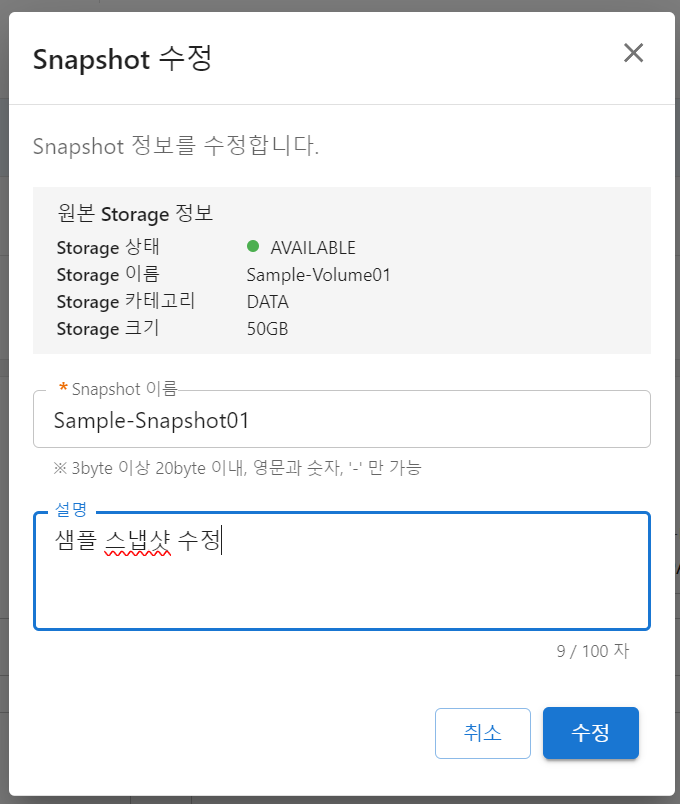 Snapshot 수정
Snapshot 정보를 수정합니다.
원본 Storage 정보
Storage 상태 AVAILABLE
Storage 이름 Sample-Volume01
Storage 카테고리 DATA
Storage 크기 50GB
* Snapshot 이름
Sample-Snapshot01
※ 3byte 이상 20byte 이내, 영문과 숫자, '-' 만 가능
설명
샘플 스냅샷 수정
9 / 100 자
취소 수정